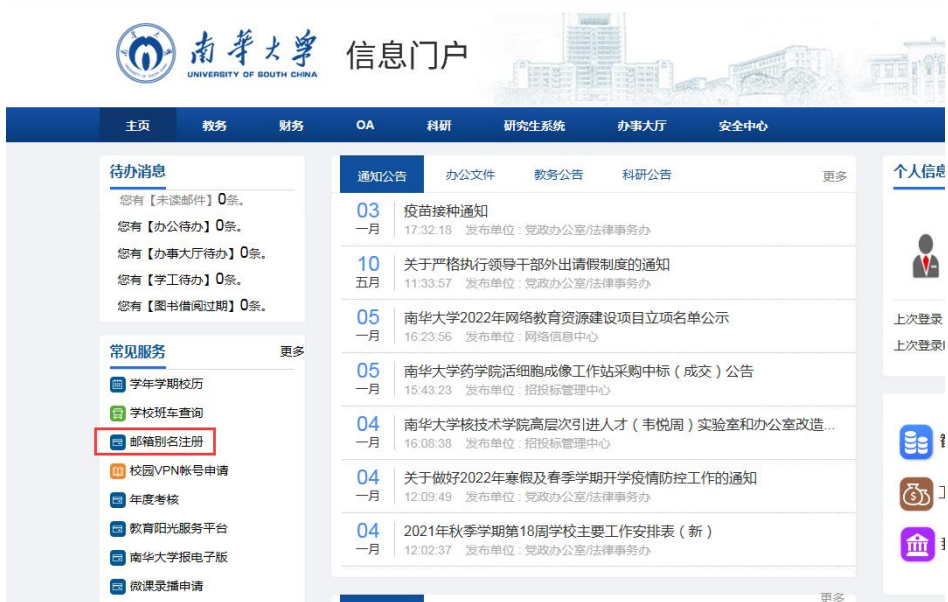 南华大学
UNIVERSITY OF SOUTH CHINA
信息门户
主页 教务 财务 OA 科研 研究生系统 办事大厅 安全中心
待办消息
您有【未读邮件】0条。
您有【办公待办】0条。
您有【办事大厅待办】0条。
您有【学工待办】0条。
您有【图书借阅过期】0条。
常见服务 更多
学年学期校历
学校班车查询
邮箱别名注册
校园VPN帐号申请
年度考核
教育阳光服务平台
南华大学报电子版
微课录播申请
通知公告 办公文件 教务公告 科研公告 更多
03 疫苗接种通知
一月 17:32:18 发布单位 : 党政办公室/法律事务办
10 关于严格执行领导干部外出请假制度的通知
五月 11:33:57 发布单位 : 党政办公室/法律事务办
05 南华大学2022年网络教育资源建设项目立项名单公示
一月 16:23:56 发布单位 : 网络信息中心
05 南华大学药学院活细胞成像工作站采购中标（成交）公告
一月 15:43:23 发布单位 : 招投标管理中心
04 南华大学核技术学院高层次引进人才（韦悦周）实验室和办公室改造...
一月 16:08:38 发布单位 : 招投标管理中心
04 关于做好2022年寒假及春季学期开学疫情防控工作的通知
一月 12:09:49 发布单位 : 党政办公室/法律事务办
04 2021年秋季学期第18周学校主要工作安排表（新）
一月 12:02:37 发布单位 : 党政办公室/法律事务办
更多
个人信息
上次登录
上次登录